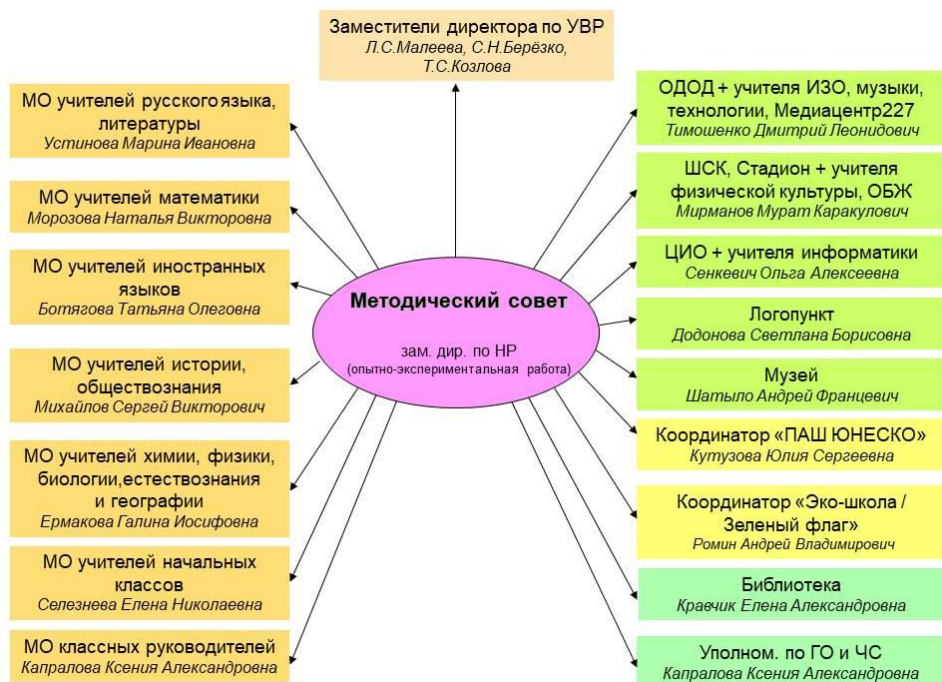 Заместители директора по УВР
Л.С.Малеева, С.Н.Берёзко,
Т.С.Козлова
МО учителей русского языка,
литературы
Устинова Марина Ивановна
МО учителей математики
Морозова Наталья Викторовна
МО учителей иностранных
языков
Ботягова Татьяна Олеговна
МО учителей истории,
обществознания
Михайлов Сергей Викторович
МО учителей химии, физики,
биологии,естествознания
и географии
Ермакова Галина Иосифовна
МО учителей начальных
классов
Селезнева Елена Николаевна
МО классных руководителей
Капралова Ксения Александровна
Методический совет
зам. дир. по НР
(опытно-экспериментальная работа)
ОДОД + учителя ИЗО, музыки,
технологии, Медиацентр227
Тимошенко Дмитрий Леонидович
ШСК, Стадион + учителя
физической культуры, ОБЖ
Мирманов Мурат Каракулович
ЦИО + учителя информатики
Сенкевич Ольга Алексеевна
Логопункт
Додонова Светлана Борисовна
Музей
Шатыло Андрей Францевич
Координатор «ПАШ ЮНЕСКО»
Кутузова Юлия Сергеевна
Координатор «Эко-школа /
Зеленый флаг»
Ромин Андрей Владимирович
Библиотека
Кравчик Елена Александровна
Уполном. по ГО и ЧС
Капралова Ксения Александровна